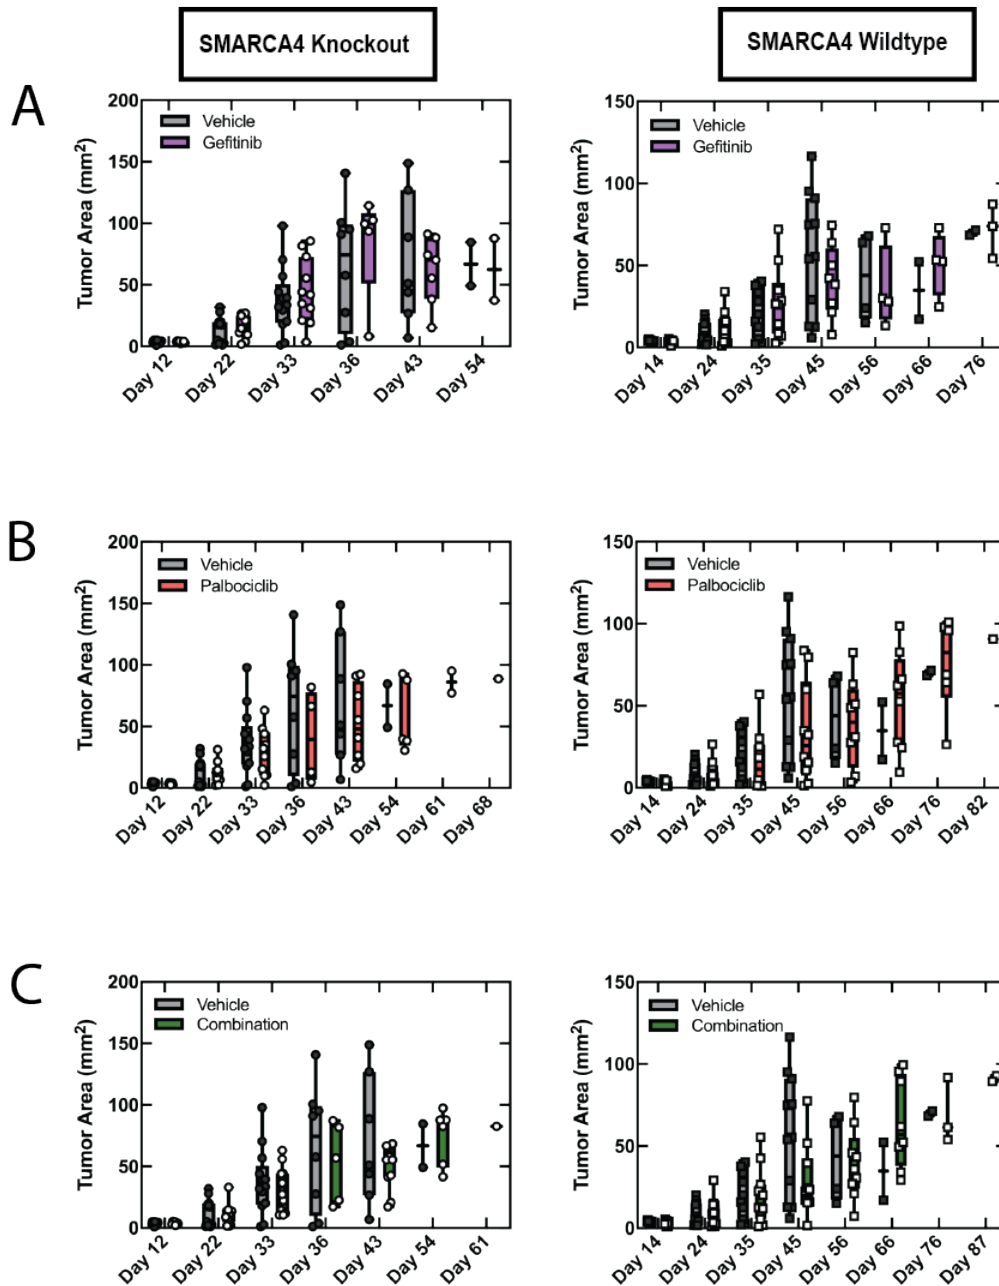 SMARCA4 Knockout
SMARCA4 Wildtype
A
Tumor Area (mm²)
200
150
100
50
0
Vehicle
Gefitinib
Day 12
Day 22
Day 33
Day 36
Day 43
Day 54
Tumor Area (mm²)
150
100
50
0
Vehicle
Gefitinib
Day 14
Day 24
Day 35
Day 45
Day 56
Day 66
Day 76
B
Tumor Area (mm²)
200
150
100
50
0
Vehicle
Palbociclib
Day 12
Day 22
Day 33
Day 36
Day 43
Day 54
Day 61
Day 68
Tumor Area (mm²)
150
100
50
0
Vehicle
Palbociclib
Day 14
Day 24
Day 35
Day 45
Day 56
Day 66
Day 76
Day 82
C
Tumor Area (mm²)
200
150
100
50
0
Vehicle
Combination
Day 12
Day 22
Day 33
Day 36
Day 43
Day 54
Day 61
Tumor Area (mm²)
150
100
50
0
Vehicle
Combination
Day 14
Day 24
Day 35
Day 45
Day 56
Day 66
Day 76
Day 87